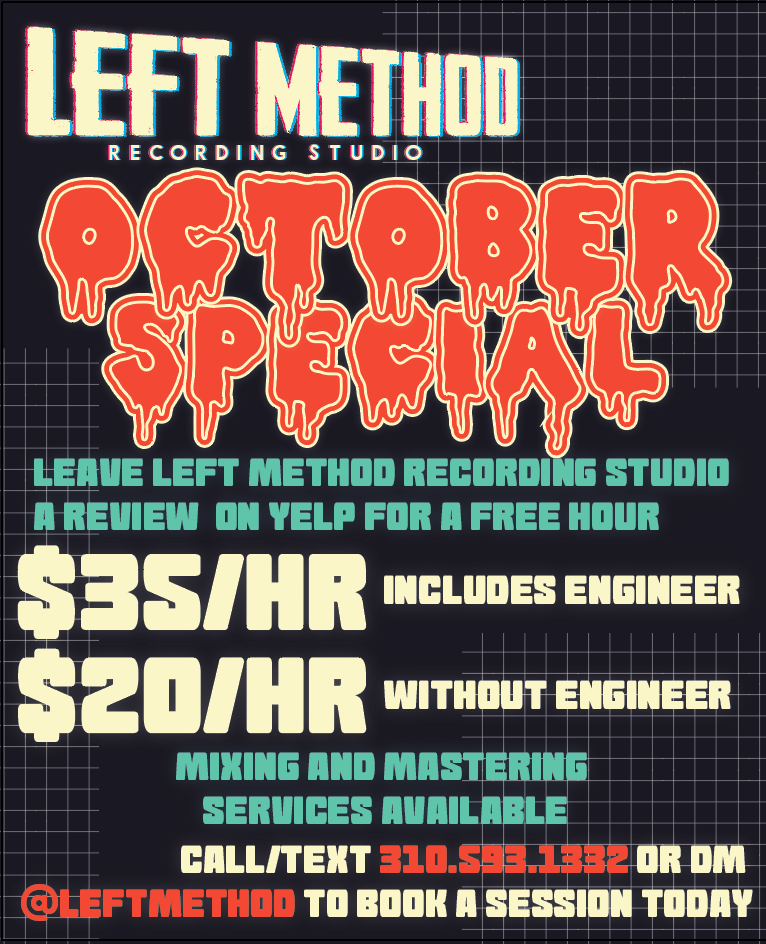 LEFT METHOD
RECORDING STUDIO
OCTOBER
SPECIAL
LEAVE LEFT METHOD RECORDING STUDIO
A REVIEW ON YELP FOR A FREE HOUR
$35/HR INCLUDES ENGINEER
$20/HR WITHOUT ENGINEER
MIXING AND MASTERING
SERVICES AVAILABLE
CALL/TEXT 310.593.1332 OR DM
@LEFTMETHOD TO BOOK A SESSION TODAY